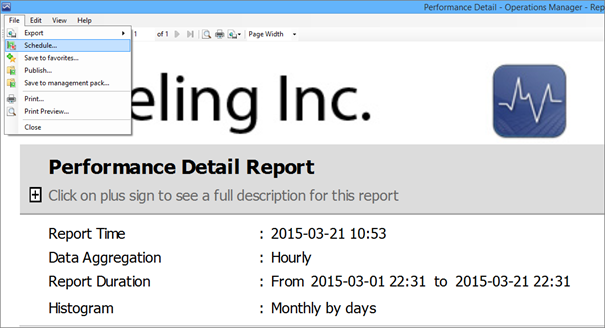 Performance Detail - Operations Manager - Rep
File Edit View Help
1 of 1 Page Width
Export
Schedule...
Save to favorites...
Publish...
Save to management pack...
Print...
Print Preview...
Close
eling Inc.
Performance Detail Report
Click on plus sign to see a full description for this report
Report Time : 2015-03-21 10:53
Data Aggregation : Hourly
Report Duration : From 2015-03-01 22:31 to 2015-03-21 22:31
Histogram : Monthly by days